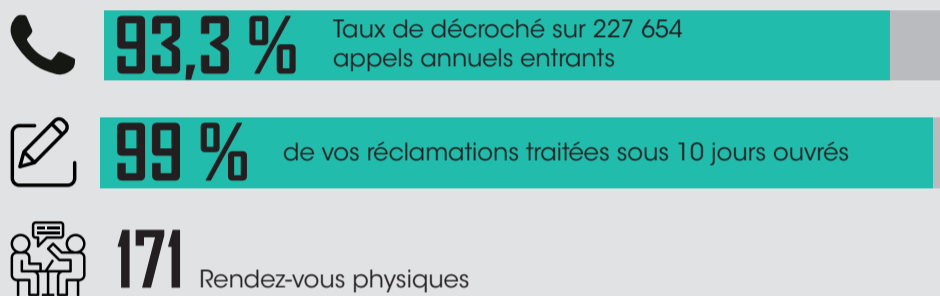 93,3 %
Taux de décroché sur 227 654
appels annuels entrants
99 %
de vos réclamations traitées sous 10 jours ouvrés
171
Rendez-vous physiques